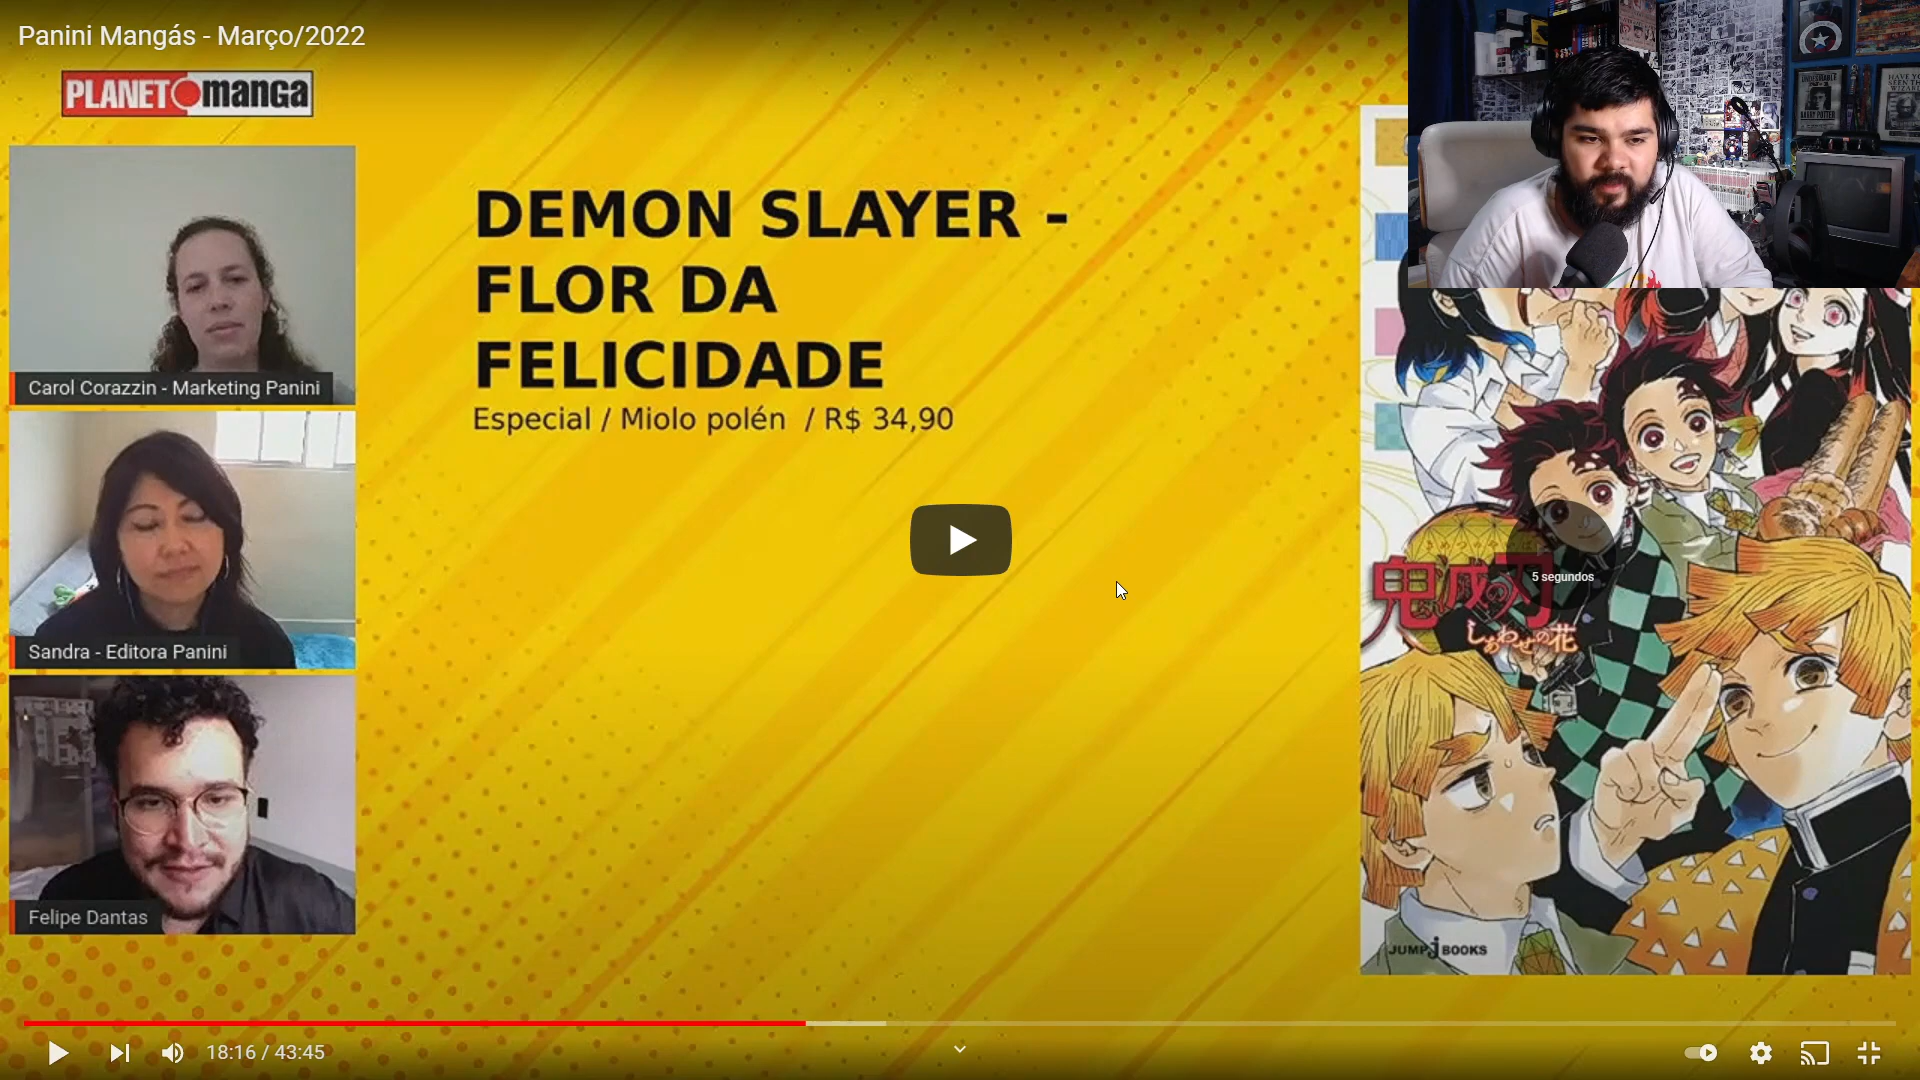 Panini Mangás - Março/2022
PLANET manga
DEMON SLAYER -
FLOR DA
FELICIDADE
Especial / Miolo polén / R$ 34,90
Carol Corazzin - Marketing Panini
Sandra - Editora Panini
Felipe Dantas
5 segundos
鬼滅の刃
しあわせの花
JUMP j BOOKS
18:16 / 43:45